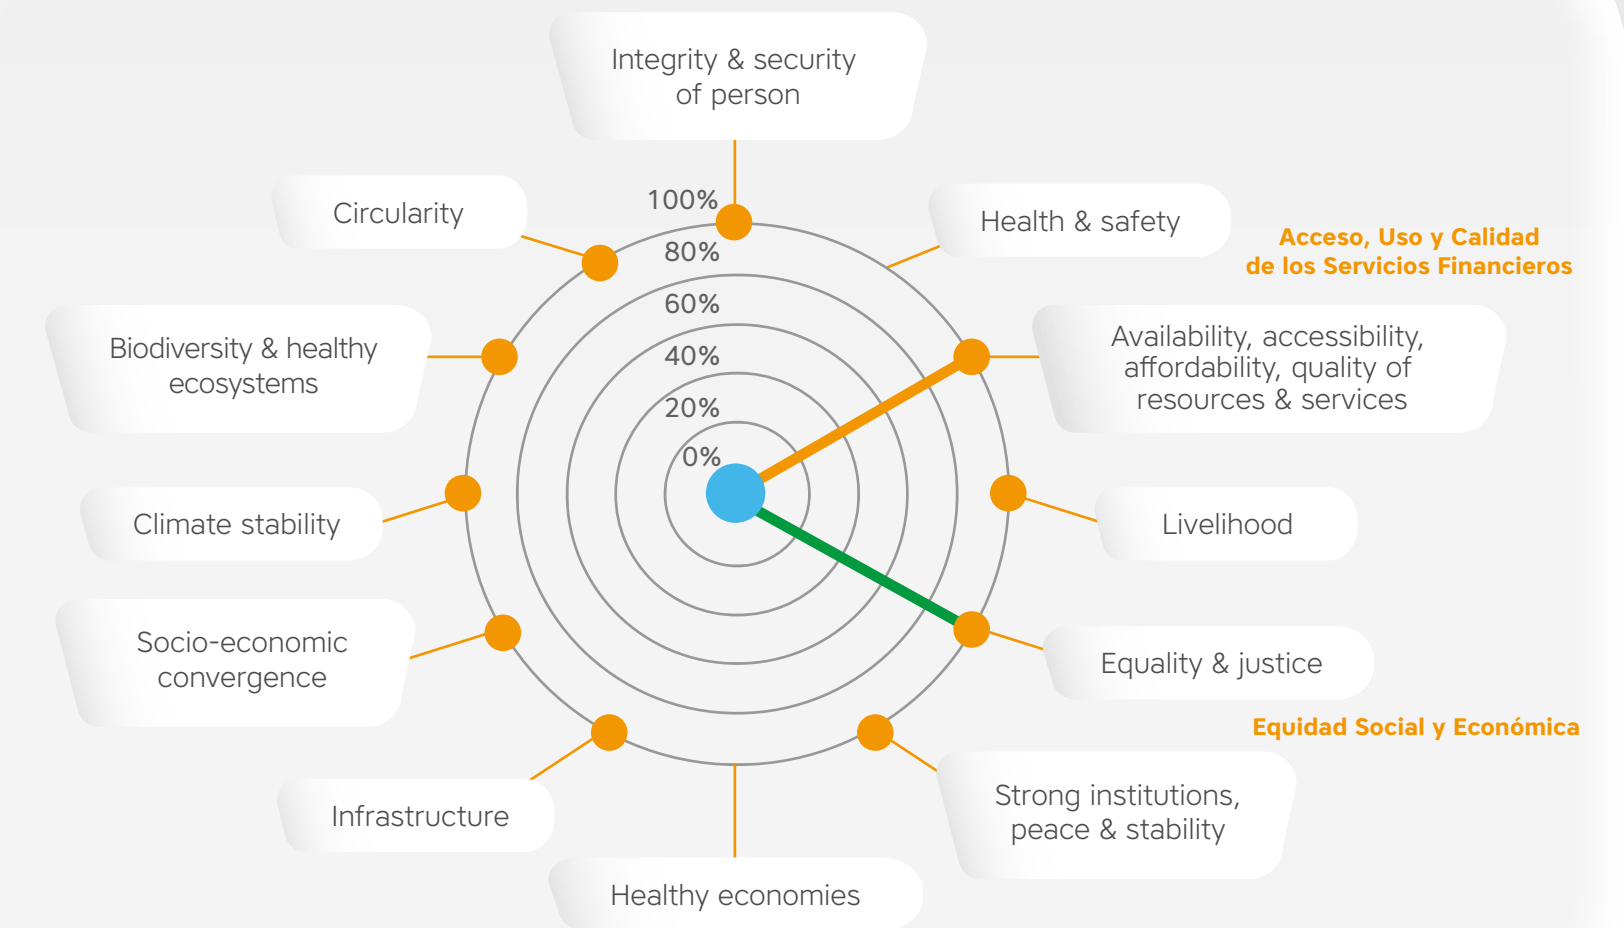 Integrity & security
of person
Circularity
100%
Health & safety
Acceso, Uso y Calidad
de los Servicios Financieros
80%
60%
Biodiversity & healthy
ecosystems
40%
Availability, accessibility,
affordability, quality of
resources & services
20%
0%
Climate stability
Livelihood
Socio-economic
convergence
Equality & justice
Equidad Social y Económica
Infrastructure
Strong institutions,
peace & stability
Healthy economies